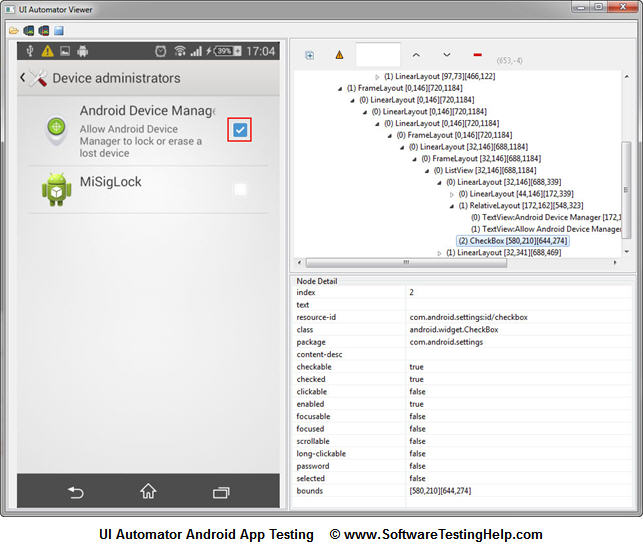 UI Automator Viewer
39%
17:04
(653,-4)
Device administrators
Android Device Manag
Allow Android Device
Manager to lock or erase a
lost device
MiSigLock
(1) LinearLayout [97,73][466,122]
(1) FrameLayout [0,146][720,1184]
(0) LinearLayout [0,146][720,1184]
(0) LinearLayout [0,146][720,1184]
(0) LinearLayout [0,146][720,1184]
(0) FrameLayout [0,146][720,1184]
(0) LinearLayout [32,146][688,1184]
(0) FrameLayout [32,146][688,1184]
(0) ListView [32,146][688,1184]
(0) LinearLayout [32,146][688,339]
(0) LinearLayout [44,146][172,339]
(1) RelativeLayout [172,162][548,323]
(0) TextView:Android Device Manager [172,1
(1) TextView:Allow Android Device Manager
(2) CheckBox [580,210][644,274]
(1) LinearLayout [32,341][688,469]
Node Detail
index 2
text
resource-id com.android.settings:id/checkbox
class android.widget.CheckBox
package com.android.settings
content-desc
checkable true
checked true
clickable false
enabled true
focusable false
focused false
scrollable false
long-clickable false
password false
selected false
bounds [580,210][644,274]
UI Automator Android App Testing © www.SoftwareTestingHelp.com